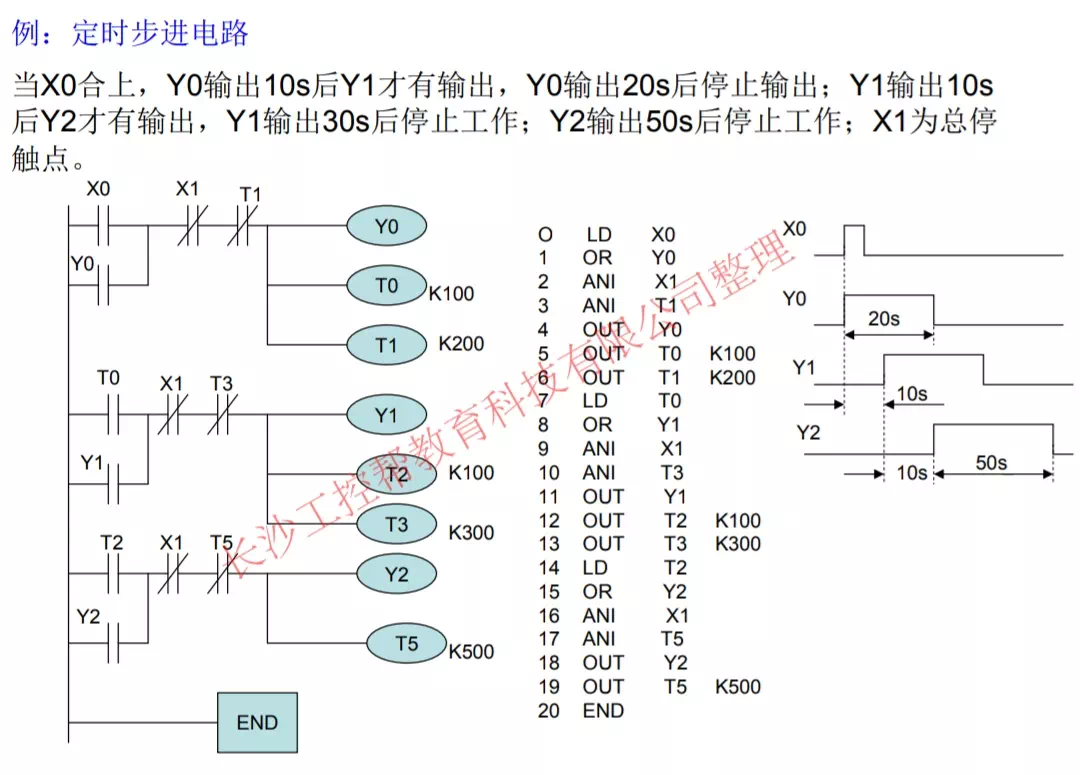 例：定时步进电路
当X0合上，Y0输出10s后Y1才有输出，Y0输出20s后停止输出；Y1输出10s
后Y2才有输出，Y1输出30s后停止工作；Y2输出50s后停止工作；X1为总停
触点。
X0 X1 T1
Y0
Y0
T0 K100
T1 K200
T0 X1 T3
Y1
Y1
T2 K100
T3 K300
T2 X1 T5
Y2
Y2
T5 K500
END
O LD X0
1 OR Y0
2 ANI X1
3 ANI T1
4 OUT Y0
5 OUT T0 K100
6 OUT T1 K200
7 LD T0
8 OR Y1
9 ANI X1
10 ANI T3
11 OUT Y1
12 OUT T2 K100
13 OUT T3 K300
14 LD T2
15 OR Y2
16 ANI X1
17 ANI T5
18 OUT Y2
19 OUT T5 K500
20 END
X0
Y0
20s
Y1
10s
Y2
10s 50s
长沙工控帮教育科技有限公司整理